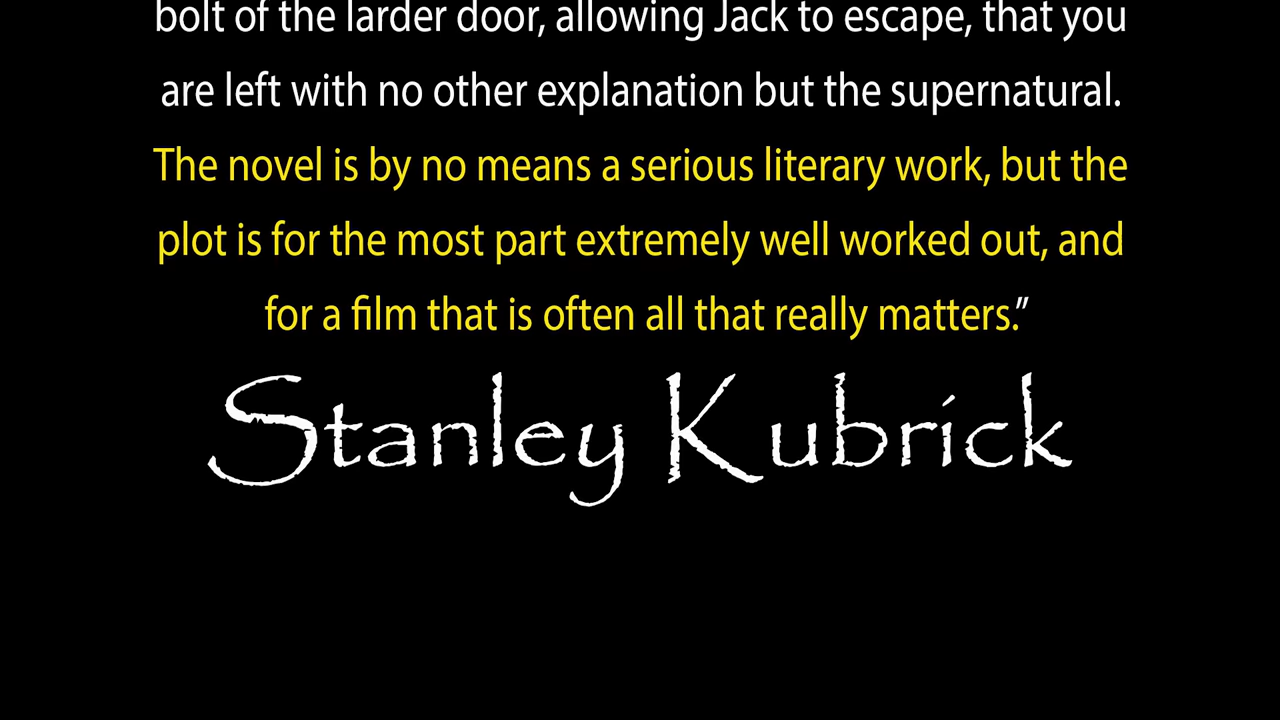 bolt of the larder door, allowing Jack to escape, that you
are left with no other explanation but the supernatural.
The novel is by no means a serious literary work, but the
plot is for the most part extremely well worked out, and
for a film that is often all that really matters.”
Stanley Kubrick